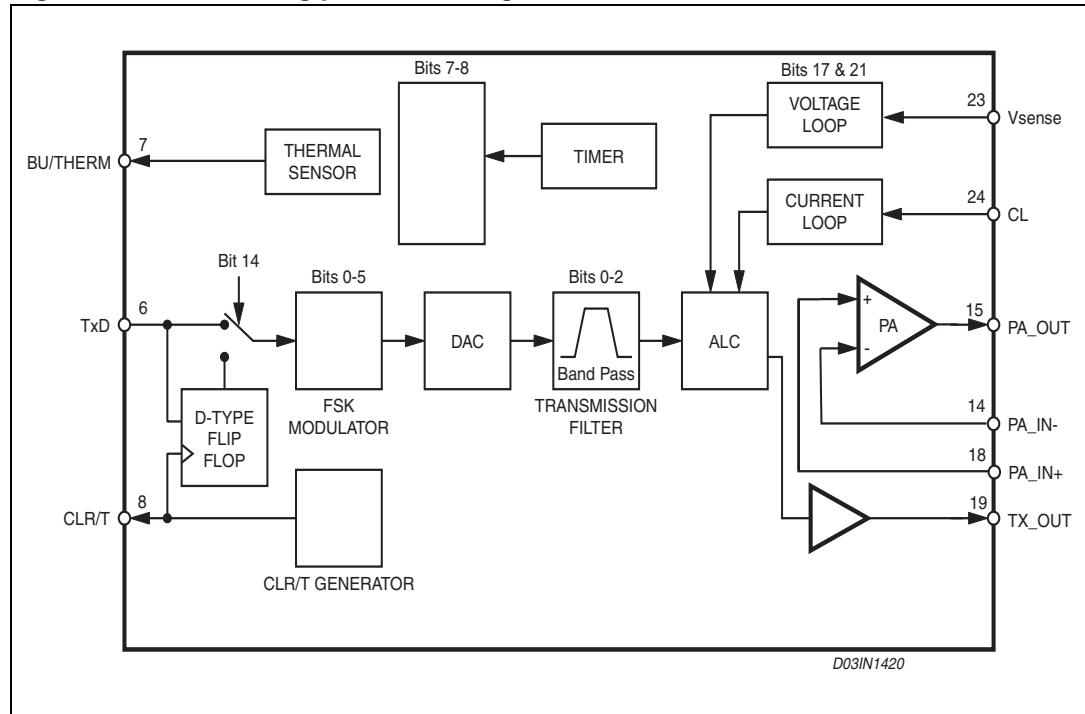 Bits 7-8
Bits 17 & 21
VOLTAGE
LOOP
23
Vsense
7
BU/THERM
THERMAL
SENSOR
TIMER
CURRENT
LOOP
24
CL
Bit 14
Bits 0-5
Bits 0-2
6
TxD
DAC
Band Pass
ALC
+
PA
-
15
PA_OUT
FSK
MODULATOR
TRANSMISSION
FILTER
D-TYPE
FLIP
FLOP
14
PA_IN-
18
PA_IN+
8
CLR/T
19
TX_OUT
CLR/T GENERATOR
D03IN1420